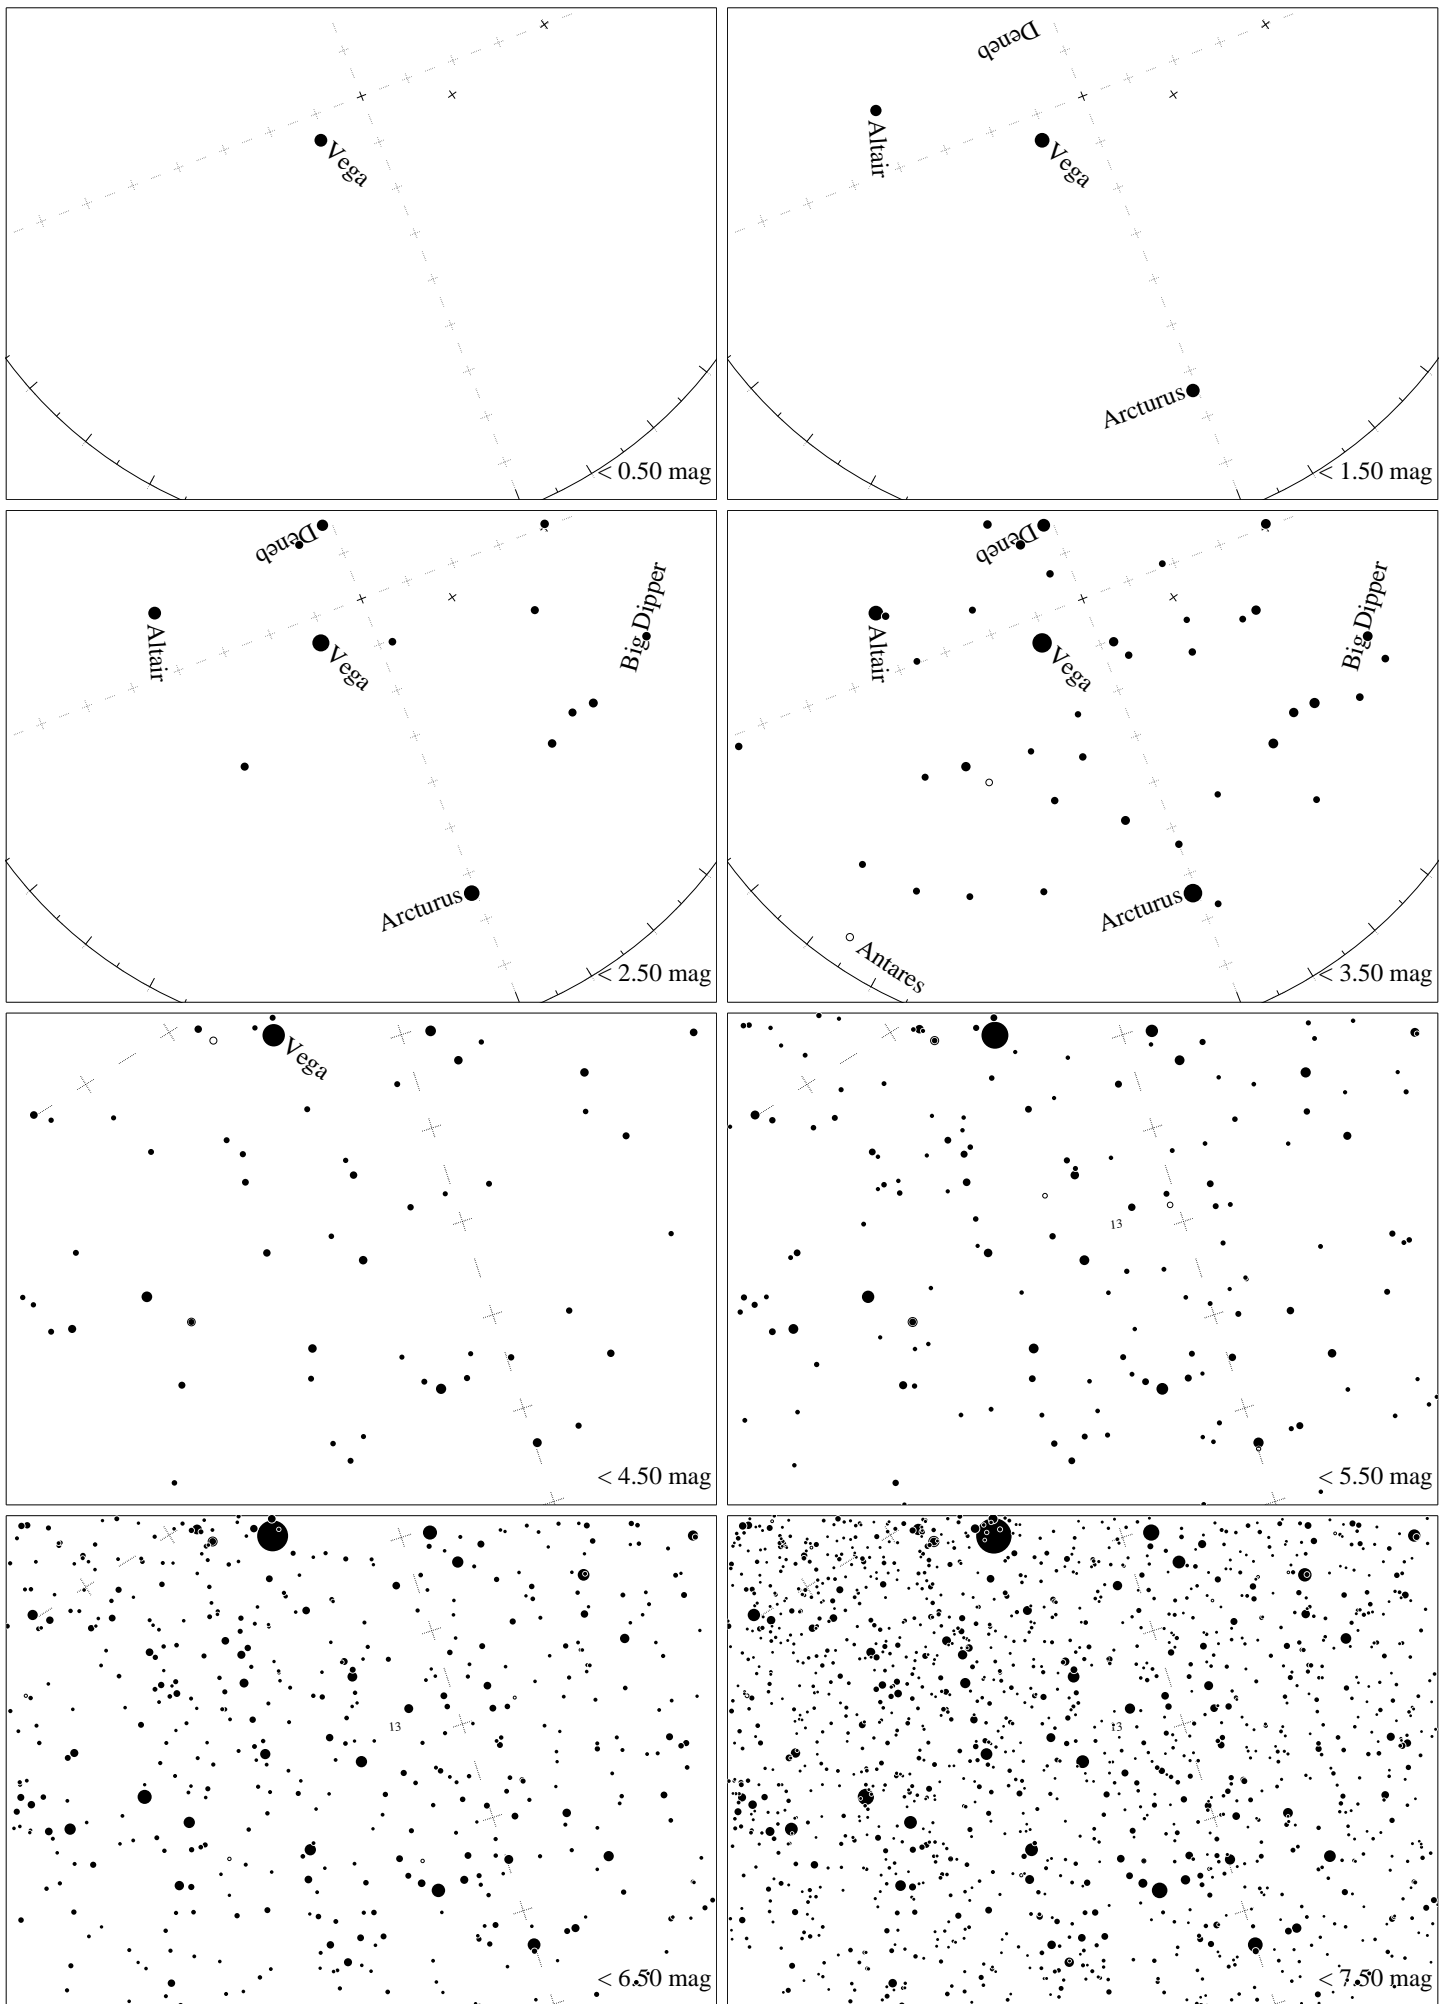 Vega
< 0.50 mag
Deneb
Altair
Vega
Arcturus
< 1.50 mag
Deneb
Altair
Vega
Big Dipper
Arcturus
< 2.50 mag
Deneb
Altair
Vega
Big Dipper
Arcturus
Antares
< 3.50 mag
Vega
< 4.50 mag
13
< 5.50 mag
13
< 6.50 mag
13
< 7.50 mag